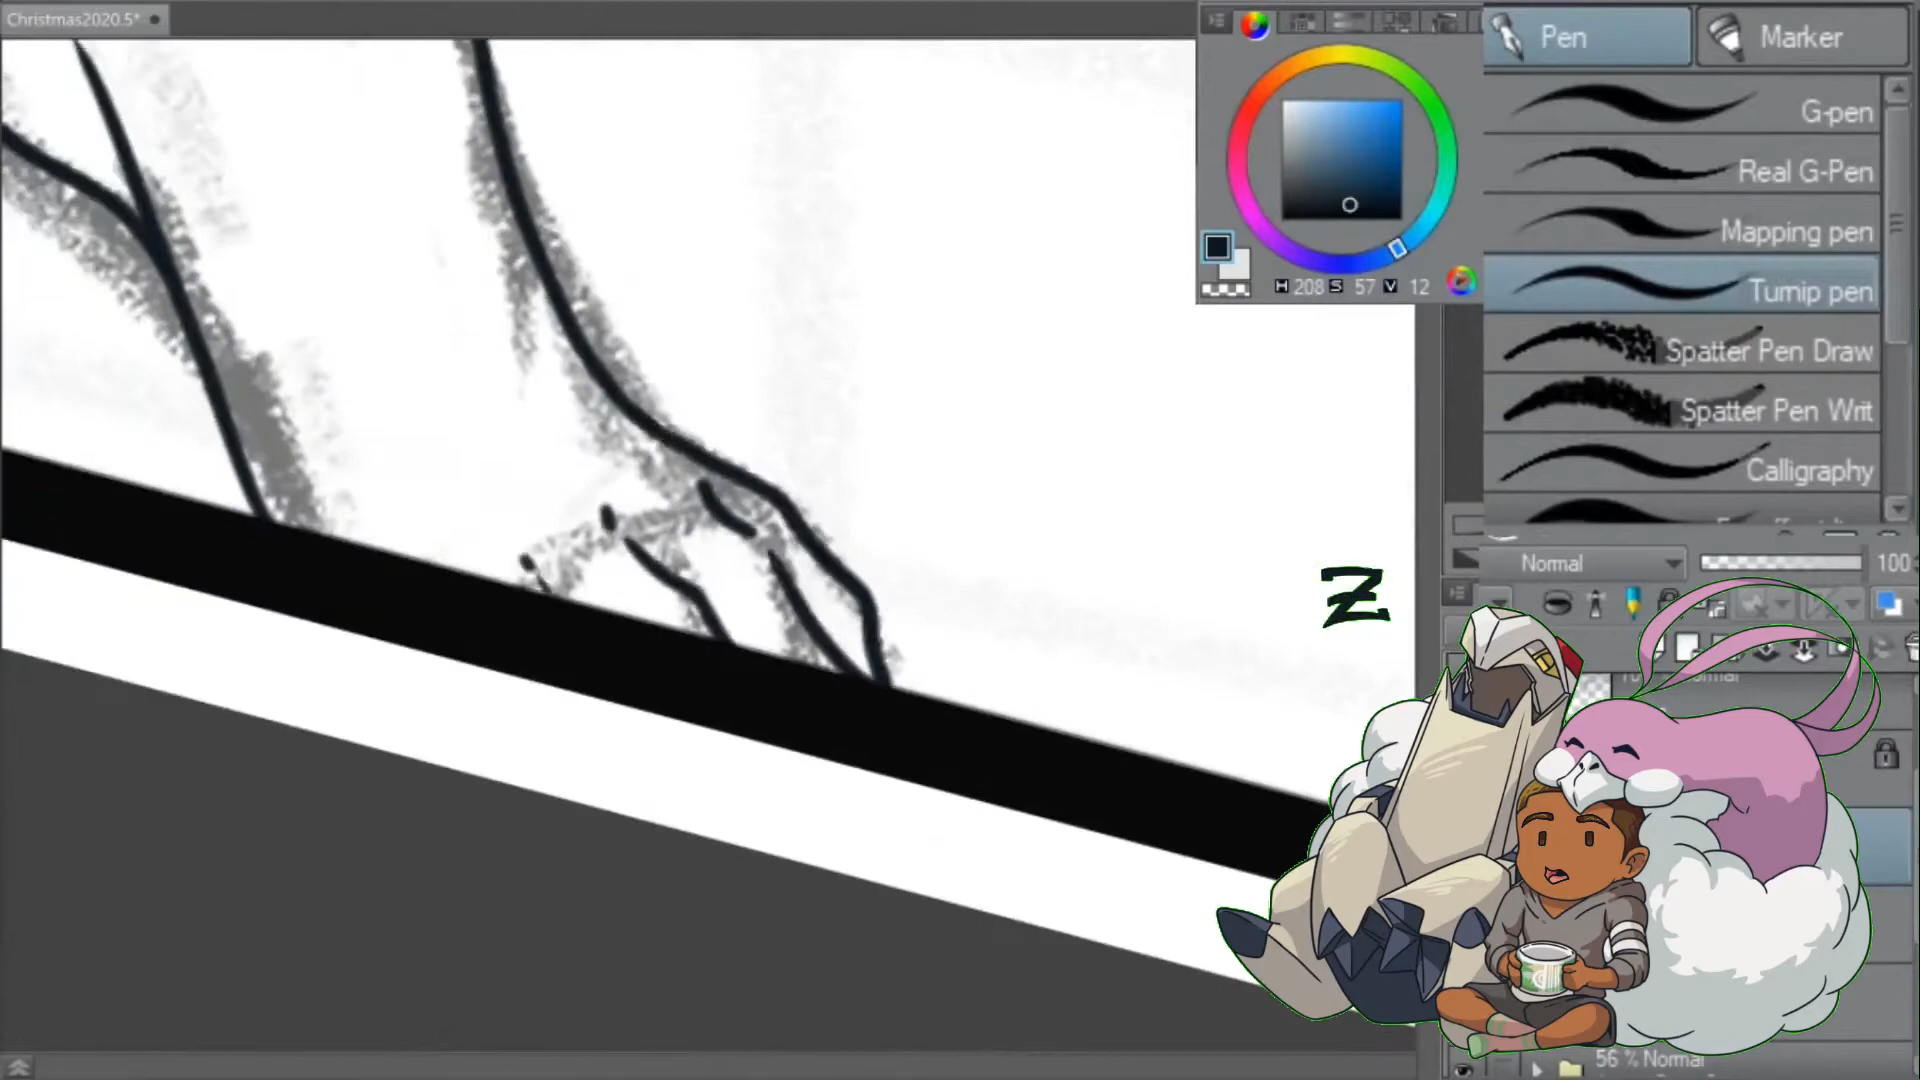 Christmas2020.5*
Pen
Marker
G-pen
Real G-Pen
Mapping pen
H 208 S 57 V 12
Turnip pen
Spatter Pen Draw
Spatter Pen Writ
Calligraphy
Normal
100
Z
56 % Normal